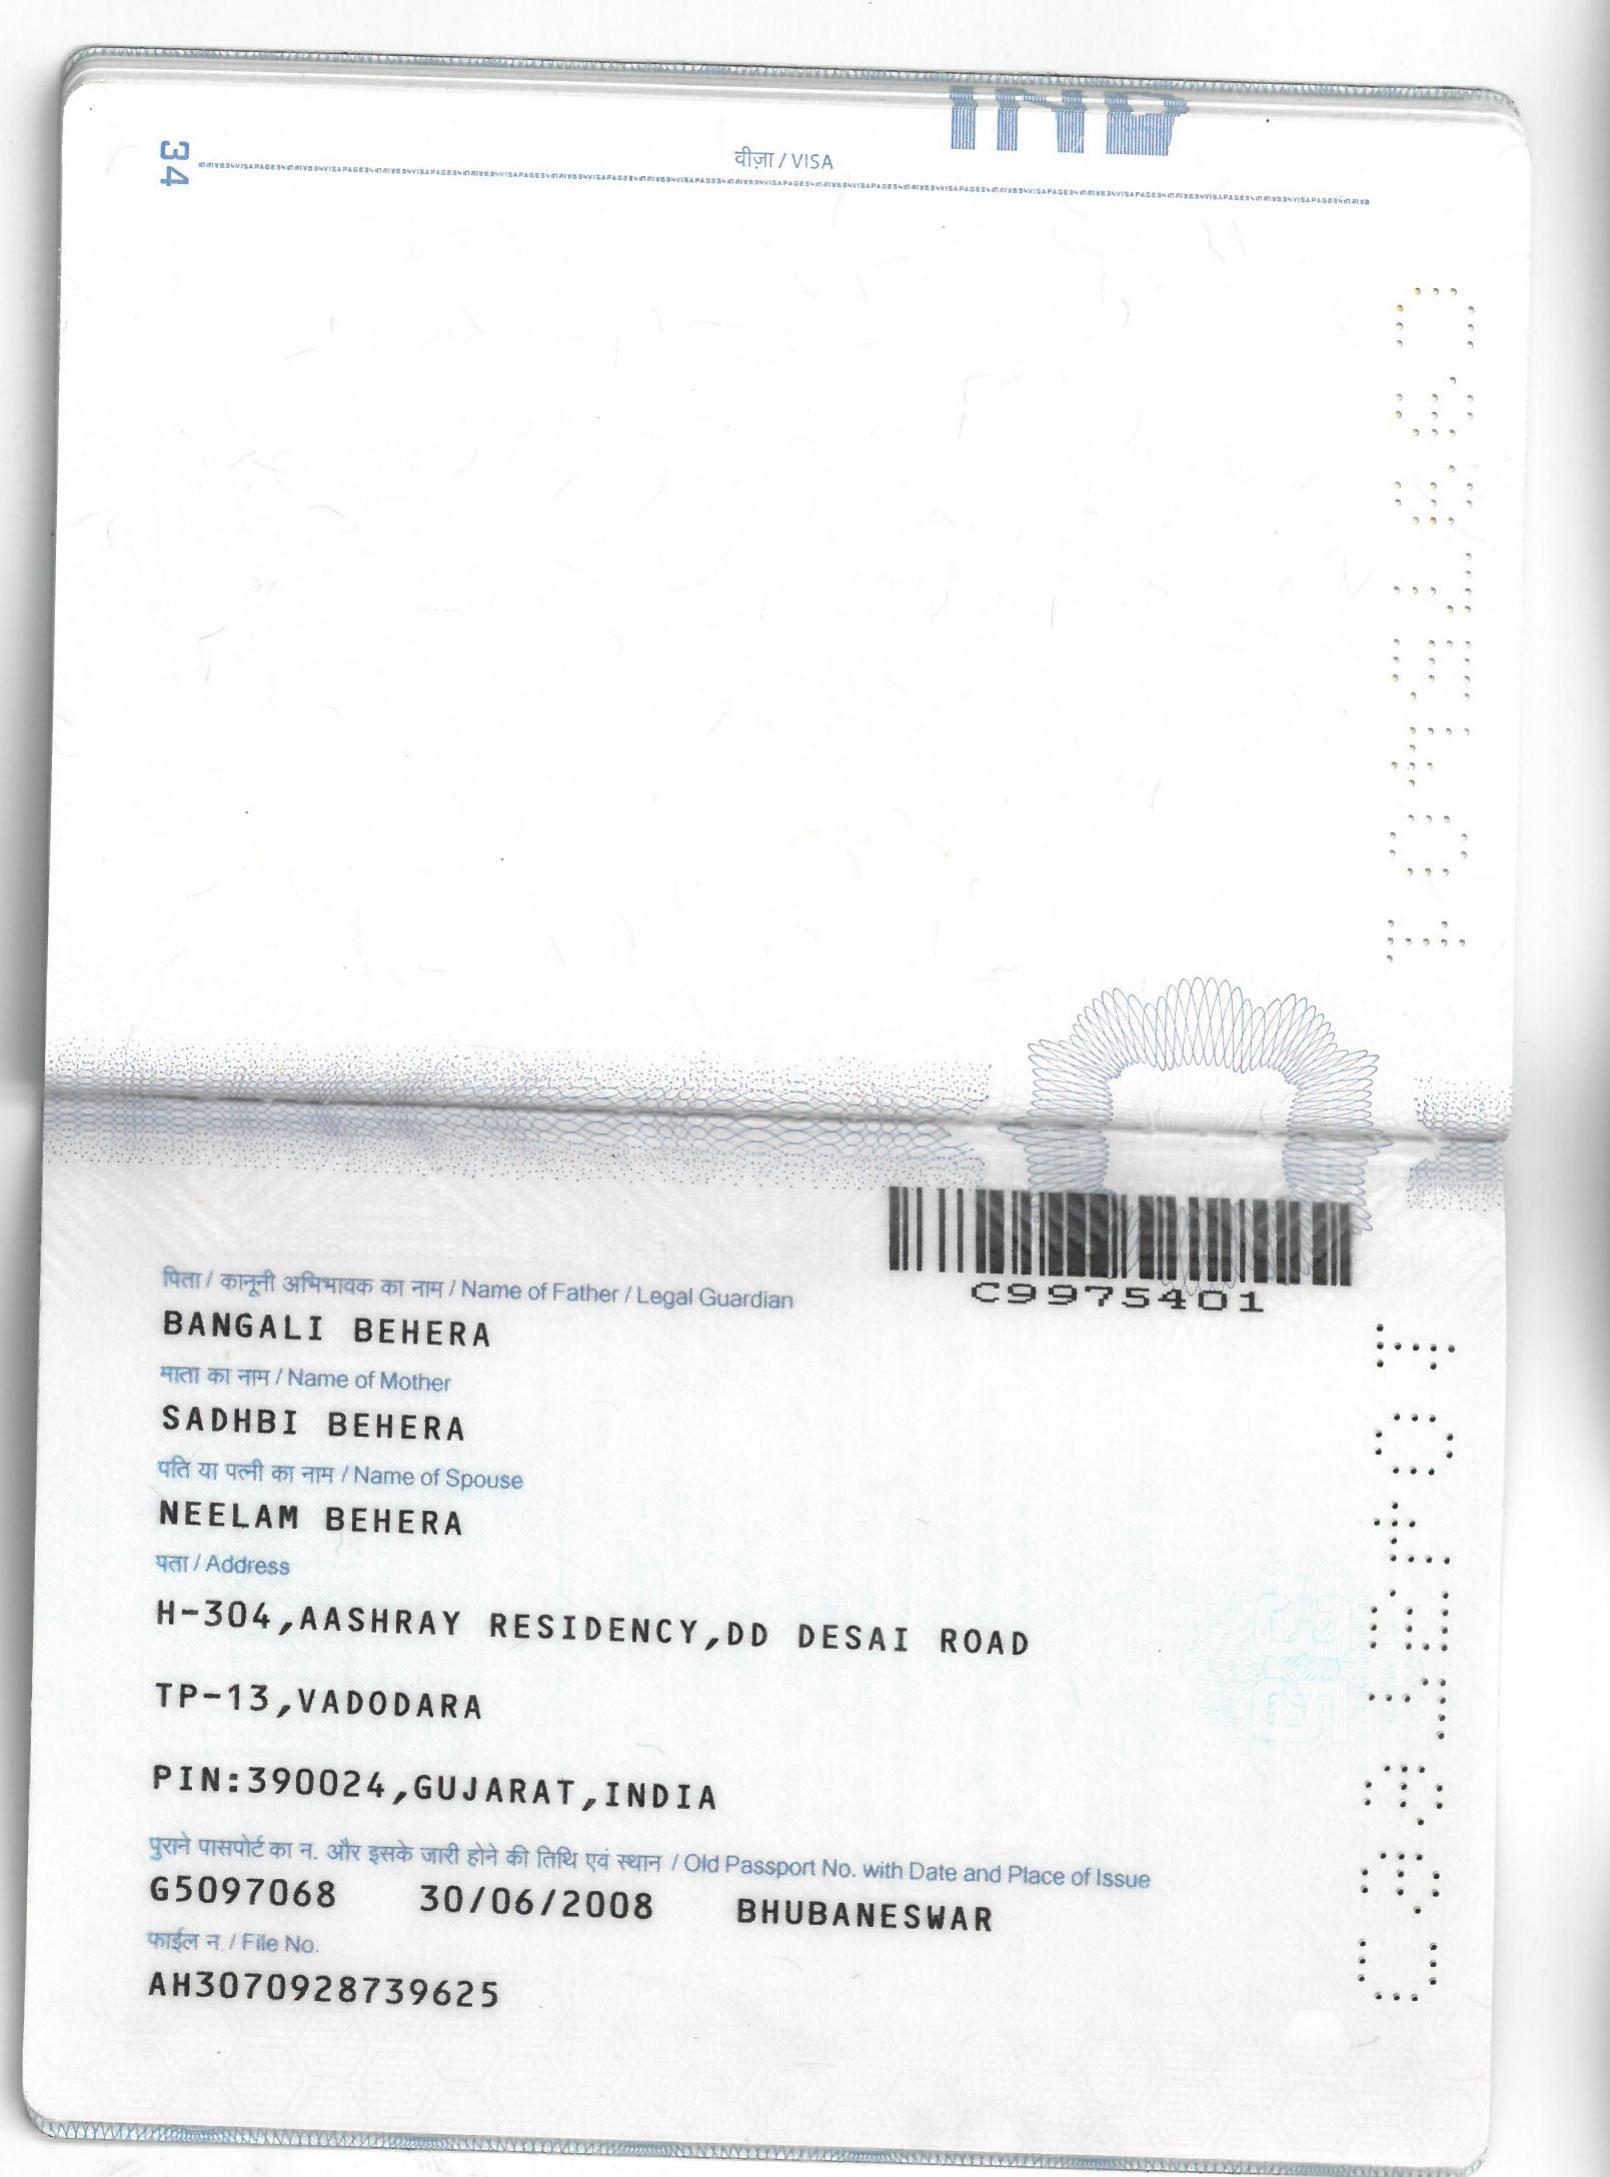 IND
34
वीज़ा / VISA
C9975401
पिता / कानूनी अभिभावक का नाम / Name of Father / Legal Guardian
BANGALI BEHERA
माता का नाम / Name of Mother
SADHBI BEHERA
पति या पत्नी का नाम / Name of Spouse
NEELAM BEHERA
पता / Address
H-304,AASHRAY RESIDENCY,DD DESAI ROAD
TP-13,VADODARA
PIN:390024,GUJARAT,INDIA
पुराने पासपोर्ट का न. और इसके जारी होने की तिथि एवं स्थान / Old Passport No. with Date and Place of Issue
G5097068 30/06/2008 BHUBANESWAR
फाईल न. / File No.
AH3070928739625
C9975401